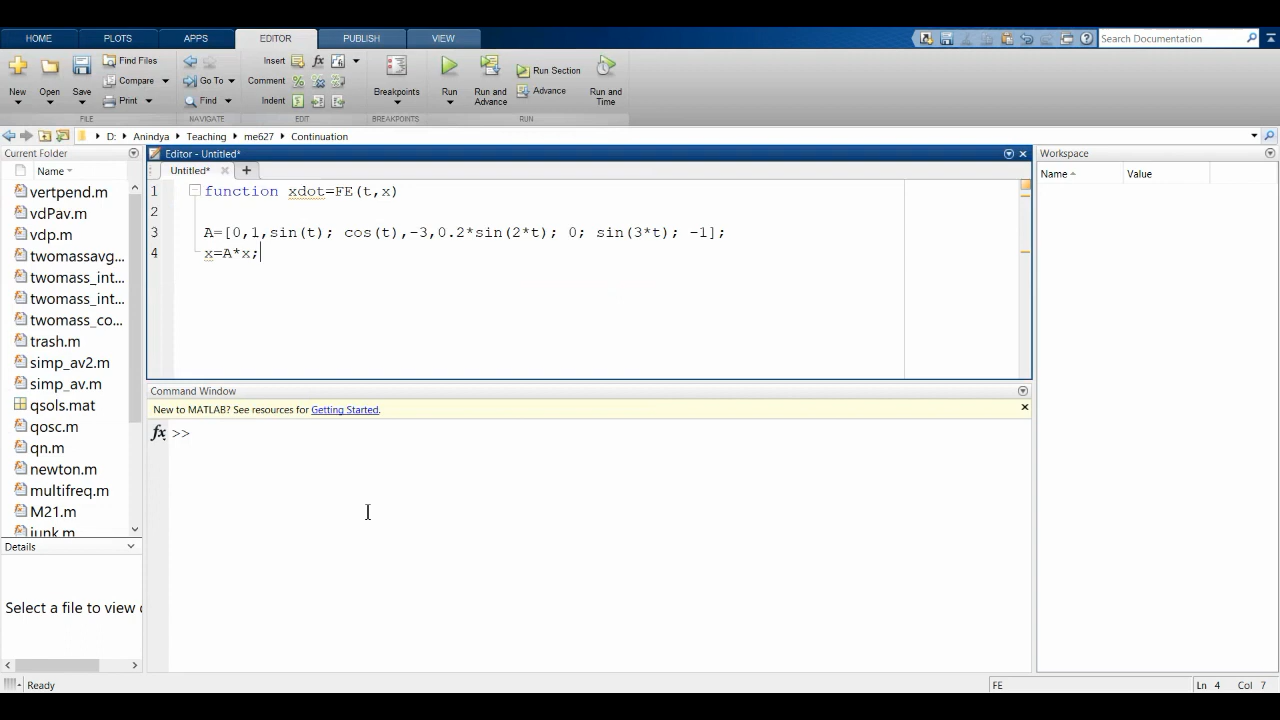 HOME PLOTS APPS EDITOR PUBLISH VIEW Search Documentation
New Open Save Find Files Compare Print Go To Find Insert fx Comment % Indent Breakpoints Run Run and Advance Run Section Advance Run and Time
FILE NAVIGATE EDIT BREAKPOINTS RUN
D: Anindya Teaching me627 Continuation
Current Folder
Name
vertpend.m
vdPav.m
vdp.m
twomassavg...
twomass_int...
twomass_int...
twomass_co...
trash.m
simp_av2.m
simp_av.m
qsols.mat
qosc.m
qn.m
newton.m
multifreq.m
M21.m
junk.m
Details
Select a file to view d
Editor - Untitled*
Untitled* +
1 function xdot=FE(t,x)
2
3 A=[0,1,sin(t); cos(t),-3,0.2*sin(2*t); 0; sin(3*t); -1];
4 x=A*x;
Command Window
New to MATLAB? See resources for Getting Started.
fx >>
Workspace
Name Value
Ready FE Ln 4 Col 7